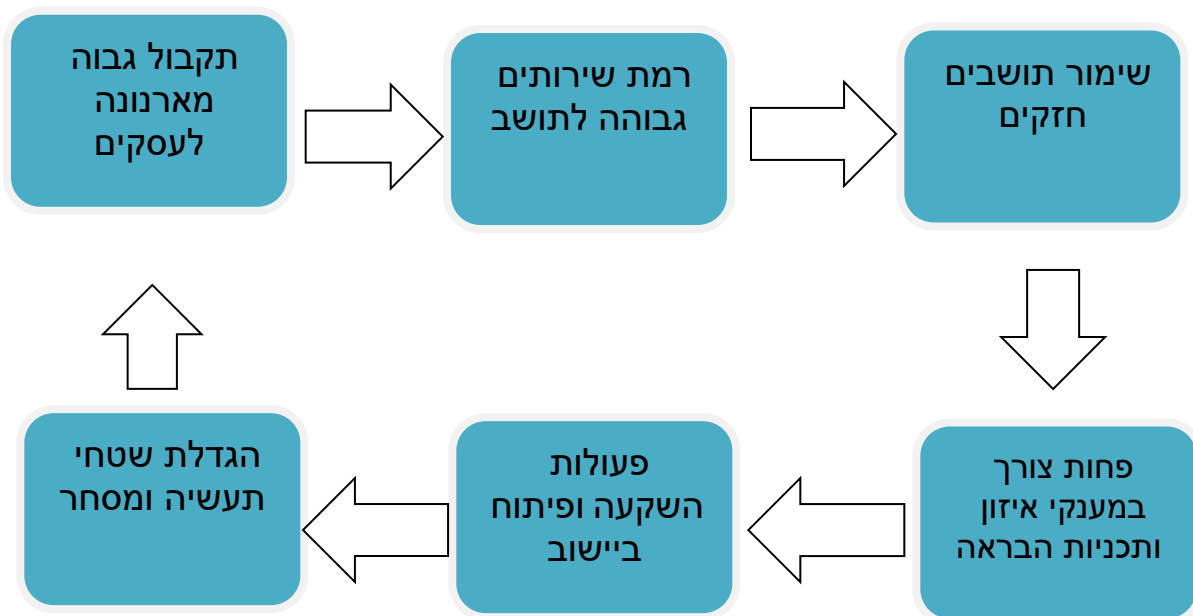 תקבול גבוה
מארנונה
לעסקים
רמת שירותים
גבוהה לתושב
שימור תושבים
חזקים
פחות צורך
במענקי איזון
ותכניות הבראה
פעולות
השקעה ופיתוח
ביישוב
הגדלת שטחי
תעשיה ומסחר